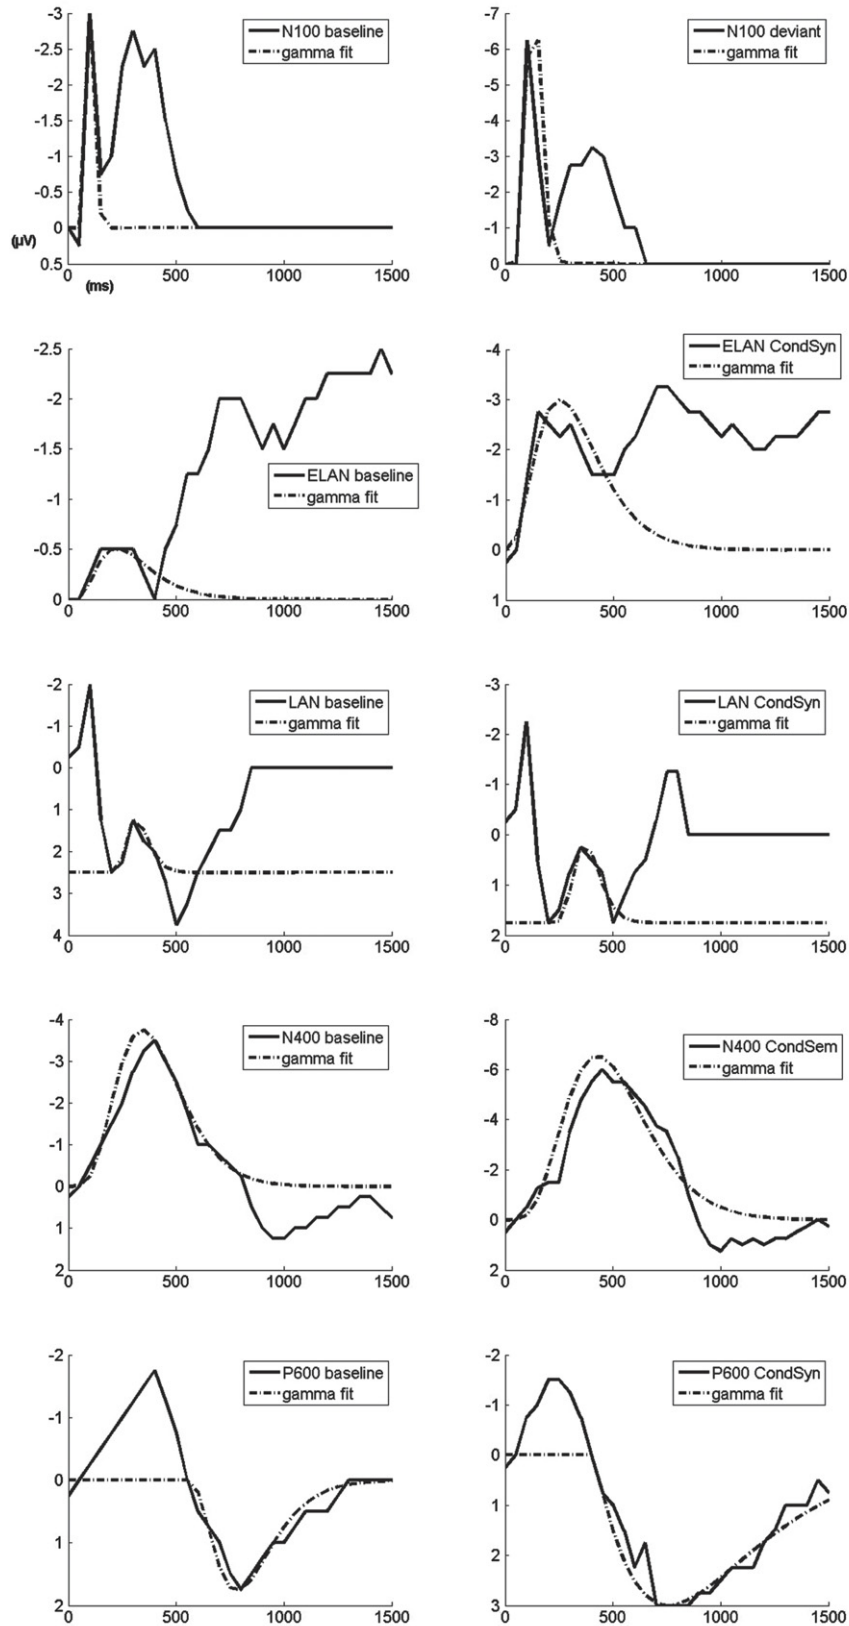 N100 baseline
gamma fit
-3
-2.5
-2
-1.5
-1
-0.5
0
0.5
(µV)
0 500 1000 1500
(ms)
N100 deviant
gamma fit
-7
-6
-5
-4
-3
-2
-1
0
0 500 1000 1500
ELAN baseline
gamma fit
-2.5
-2
-1.5
-1
-0.5
0
0 500 1000 1500
ELAN CondSyn
gamma fit
-4
-3
-2
-1
0
1
0 500 1000 1500
LAN baseline
gamma fit
-2
-1
0
1
2
3
4
0 500 1000 1500
LAN CondSyn
gamma fit
-3
-2
-1
0
1
2
0 500 1000 1500
N400 baseline
gamma fit
-4
-3
-2
-1
0
1
2
0 500 1000 1500
N400 CondSem
gamma fit
-8
-6
-4
-2
0
2
0 500 1000 1500
P600 baseline
gamma fit
-2
-1
0
1
2
0 500 1000 1500
P600 CondSyn
gamma fit
-2
-1
0
1
2
3
0 500 1000 1500